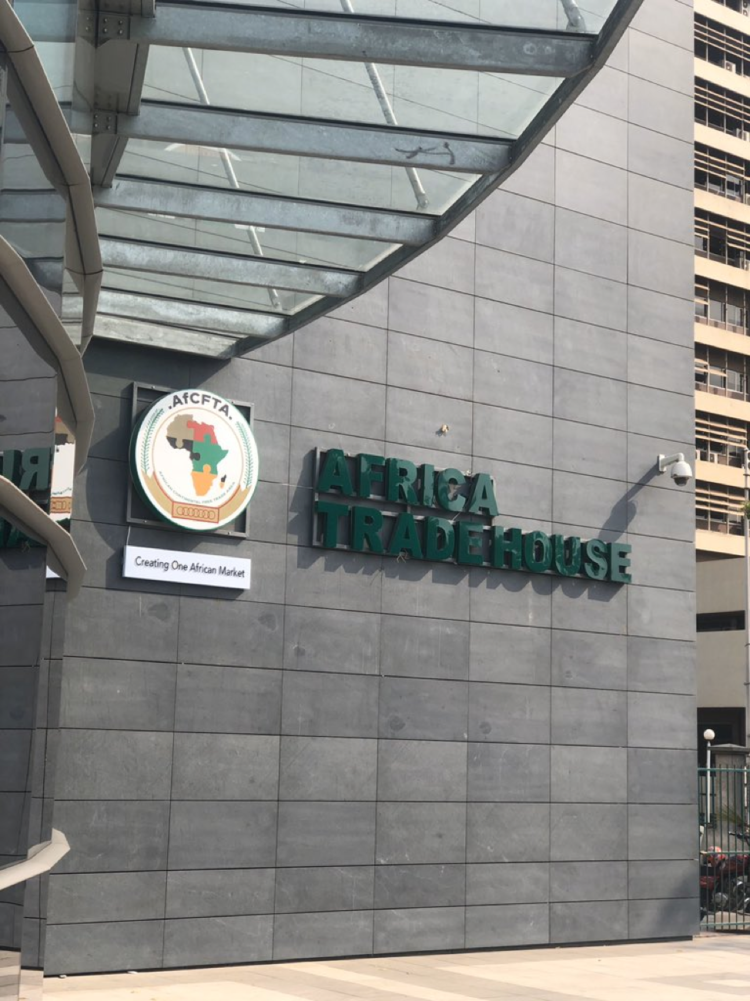 AfCFTA
Creating One African Market
AFRICA
TRADE HOUSE